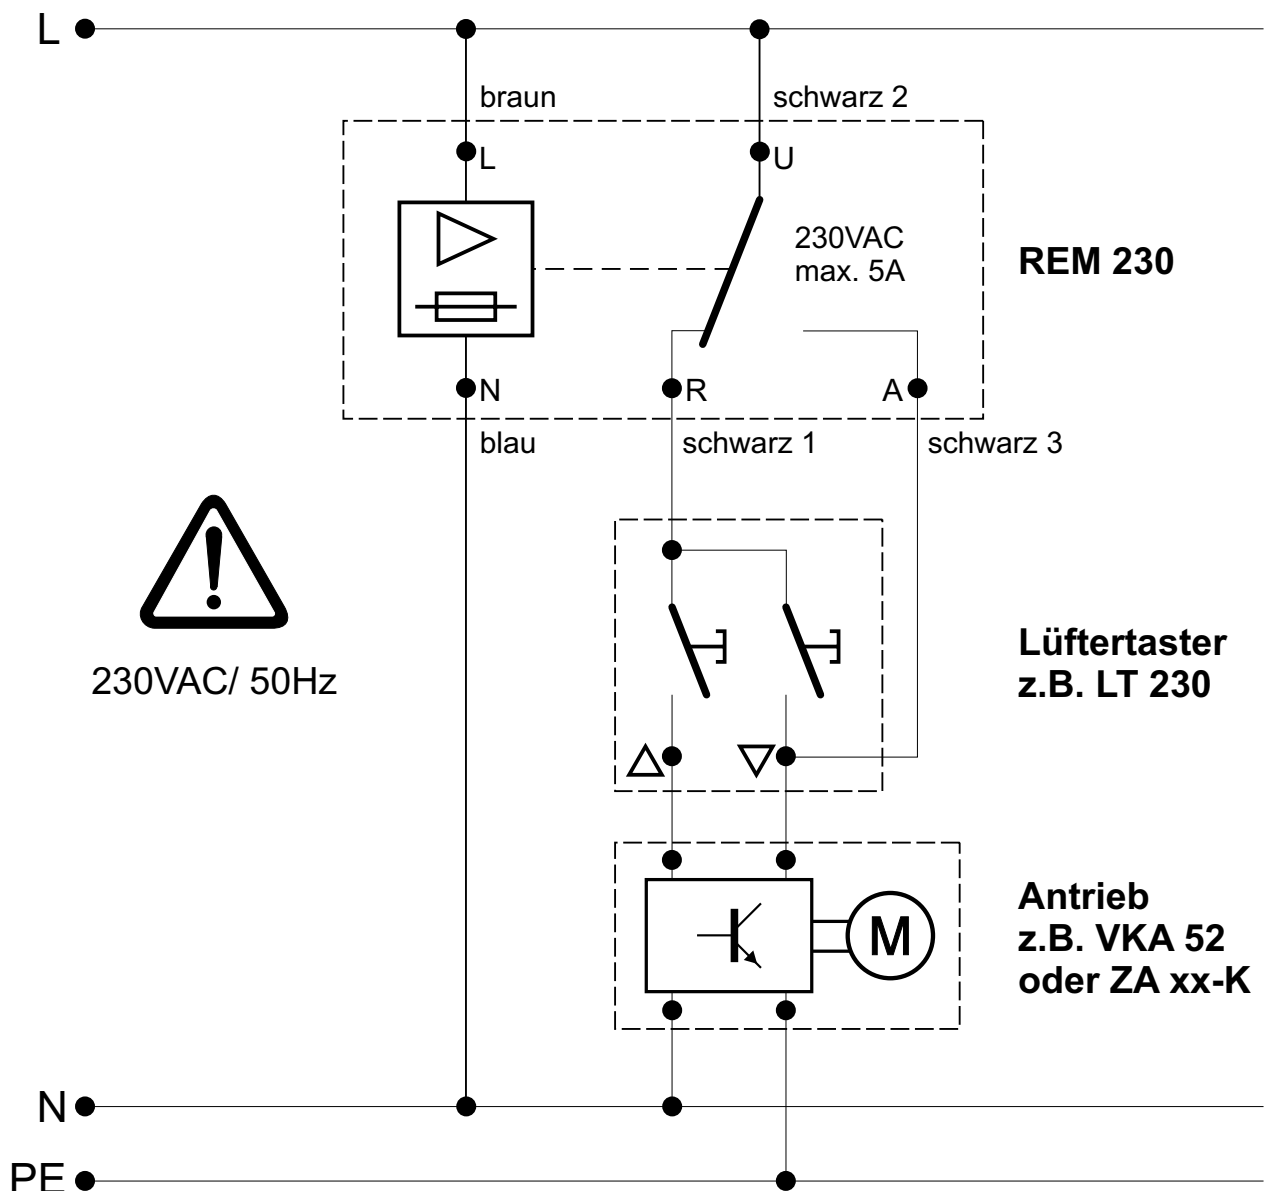 L
braun
schwarz 2
L
U
230VAC
max. 5A
REM 230
N
R
A
blau
schwarz 1
schwarz 3
230VAC/ 50Hz
Lüftertaster
z.B. LT 230
Antrieb
z.B. VKA 52
oder ZA xx-K
M
N
PE